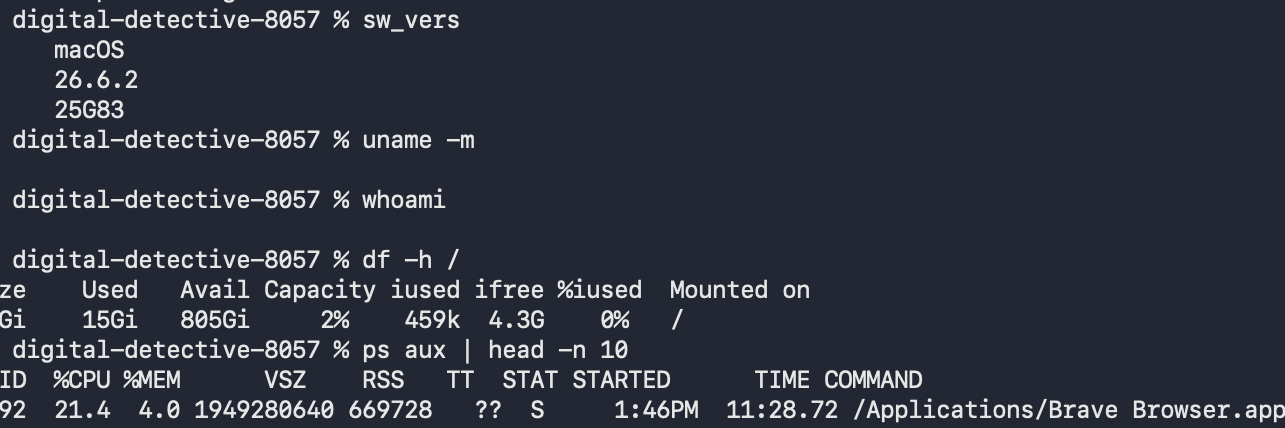 digital-detective-8057 % sw_vers
macOS
26.6.2
25G83
digital-detective-8057 % uname -m
digital-detective-8057 % whoami
digital-detective-8057 % df -h /
ze Used Avail Capacity iused ifree %iused Mounted on
Gi 15Gi 805Gi 2% 459k 4.3G 0% /
digital-detective-8057 % ps aux | head -n 10
ID %CPU %MEM VSZ RSS TT STAT STARTED TIME COMMAND
92 21.4 4.0 1949280640 669728 ?? S 1:46PM 11:28.72 /Applications/Brave Browser.app